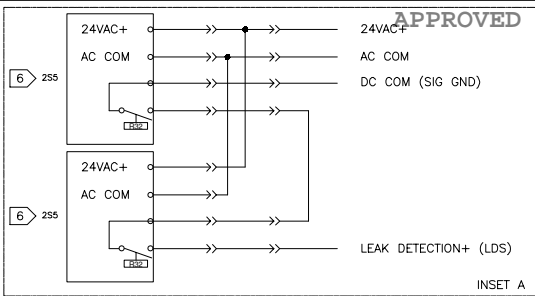 APPROVED
24VAC+ 24VAC+
AC COM AC COM
6 2S5 DC COM (SIG GND)
R32
24VAC+
AC COM
6 2S5
LEAK DETECTION+ (LDS)
R32
INSET A